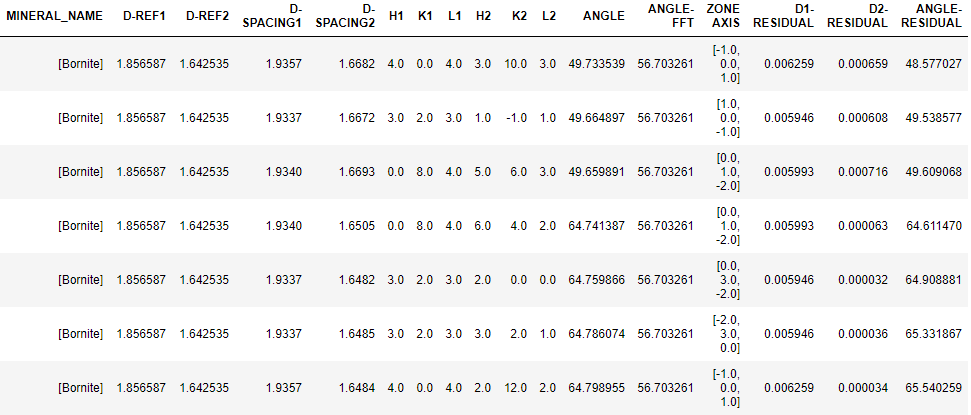 MINERAL_NAME D-REF1 D-REF2 D-SPACING1 D-SPACING2 H1 K1 L1 H2 K2 L2 ANGLE ANGLE-FFT ZONE AXIS D1-RESIDUAL D2-RESIDUAL ANGLE-RESIDUAL
[Bornite] 1.856587 1.642535 1.9357 1.6682 4.0 0.0 4.0 3.0 10.0 3.0 49.733539 56.703261 [-1.0, 0.0, 1.0] 0.006259 0.000659 48.577027
[Bornite] 1.856587 1.642535 1.9337 1.6672 3.0 2.0 3.0 1.0 -1.0 1.0 49.664897 56.703261 [1.0, 0.0, -1.0] 0.005946 0.000608 49.538577
[Bornite] 1.856587 1.642535 1.9340 1.6693 0.0 8.0 4.0 5.0 6.0 3.0 49.659891 56.703261 [0.0, 1.0, -2.0] 0.005993 0.000716 49.609068
[Bornite] 1.856587 1.642535 1.9340 1.6505 0.0 8.0 4.0 6.0 4.0 2.0 64.741387 56.703261 [0.0, 1.0, -2.0] 0.005993 0.000063 64.611470
[Bornite] 1.856587 1.642535 1.9337 1.6482 3.0 2.0 3.0 2.0 0.0 0.0 64.759866 56.703261 [0.0, 3.0, -2.0] 0.005946 0.000032 64.908881
[Bornite] 1.856587 1.642535 1.9337 1.6485 3.0 2.0 3.0 3.0 2.0 1.0 64.786074 56.703261 [-2.0, 3.0, 0.0] 0.005946 0.000036 65.331867
[Bornite] 1.856587 1.642535 1.9357 1.6484 4.0 0.0 4.0 2.0 12.0 2.0 64.798955 56.703261 [-1.0, 0.0, 1.0] 0.006259 0.000034 65.540259